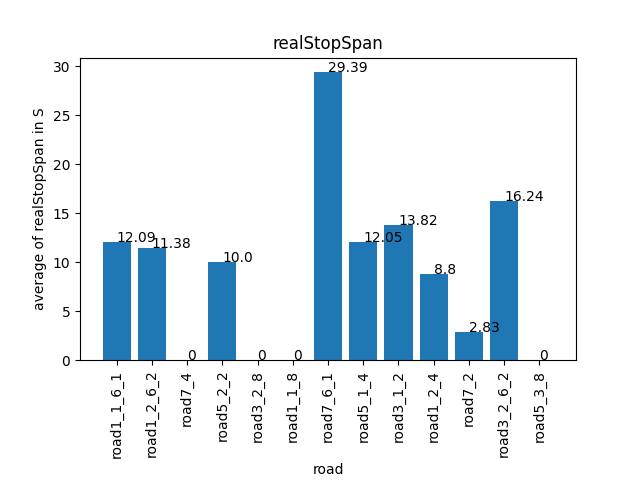 realStopSpan
average of realStopSpan in S
30
25
20
15
10
5
0
12.09
11.38
0
10.0
0
0
29.39
12.05
13.82
8.8
2.83
16.24
0
road1_1_6_1
road1_2_6_2
road7_4
road5_2_2
road3_2_8
road1_1_8
road7_6_1
road5_1_4
road3_1_2
road1_2_4
road7_2
road3_2_6_2
road5_3_8
road